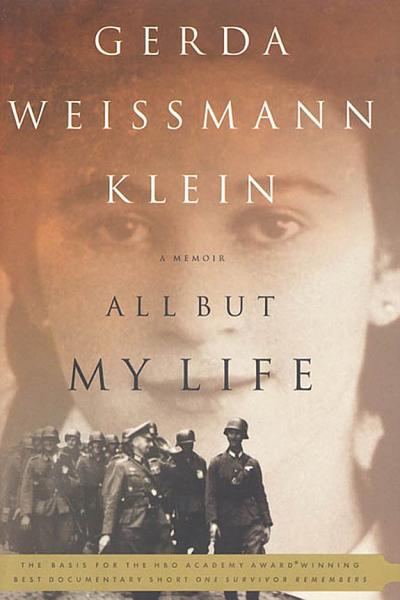 GERDA
WEISSMANN
KLEIN
A MEMOIR
ALL BUT
MY LIFE
THE BASIS FOR THE HBO ACADEMY AWARD® WINNING
BEST DOCUMENTARY SHORT ONE SURVIVOR REMEMBERS